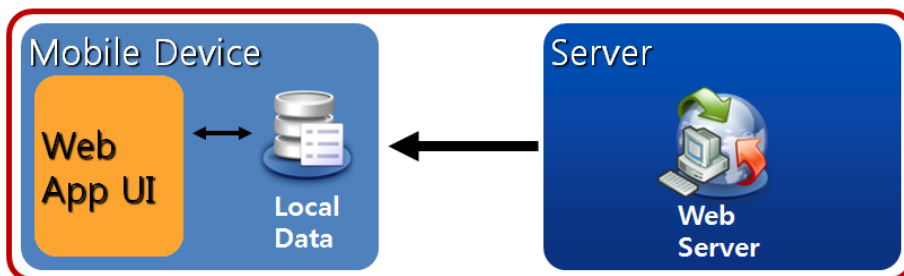 Mobile Device
Web
App UI
Local
Data
Server
Web
Server